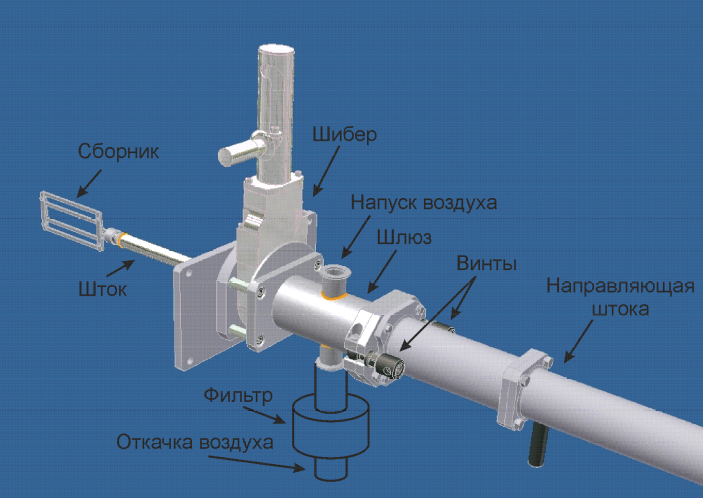 Шибер
Сборник
Напуск воздуха
Шлюз
Винты
Направляющая
штока
Шток
Фильтр
Откачка воздуха